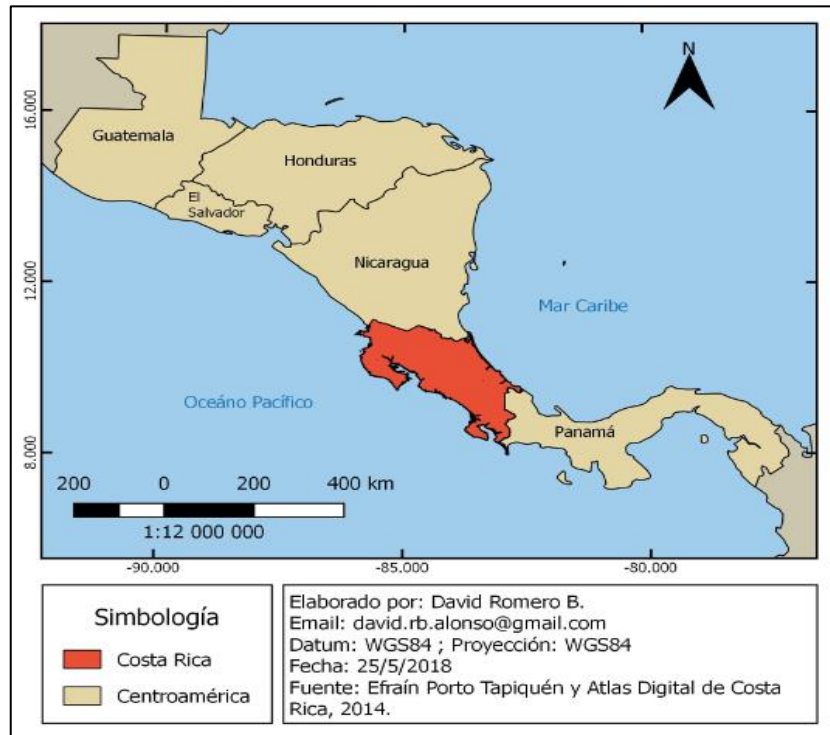 N
16.000
12.000
8.000
Guatemala
Honduras
El
Salvador
Nicaragua
Mar Caribe
Oceáno Pacífico
Panamá
200 0 200 400 km
1:12 000 000
-90.000 -85.000 -80.000
Simbología
Costa Rica
Centroamérica
Elaborado por: David Romero B.
Email: david.rb.alonso@gmail.com
Datum: WGS84 ; Proyección: WGS84
Fecha: 25/5/2018
Fuente: Efraín Porto Tapiquén y Atlas Digital de Costa
Rica, 2014.